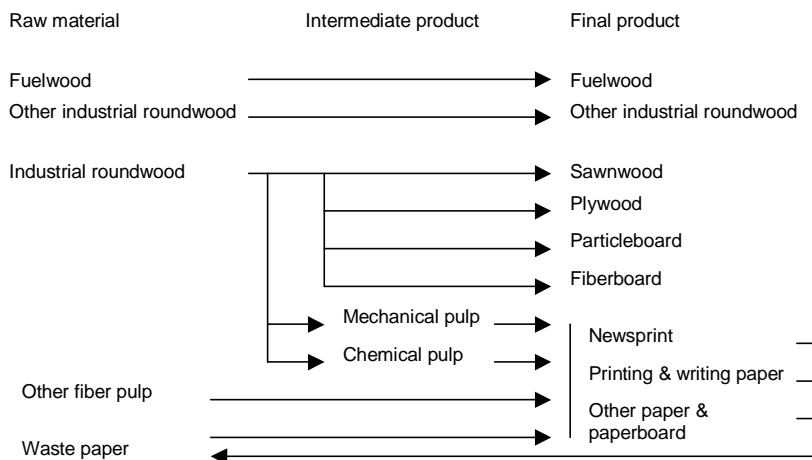 Raw material Intermediate product Final product
Fuelwood Fuelwood
Other industrial roundwood Other industrial roundwood
Industrial roundwood Sawnwood
Plywood
Particleboard
Fiberboard
Mechanical pulp
Newsprint
Chemical pulp
Printing & writing paper
Other fiber pulp
Other paper &
paperboard
Waste paper